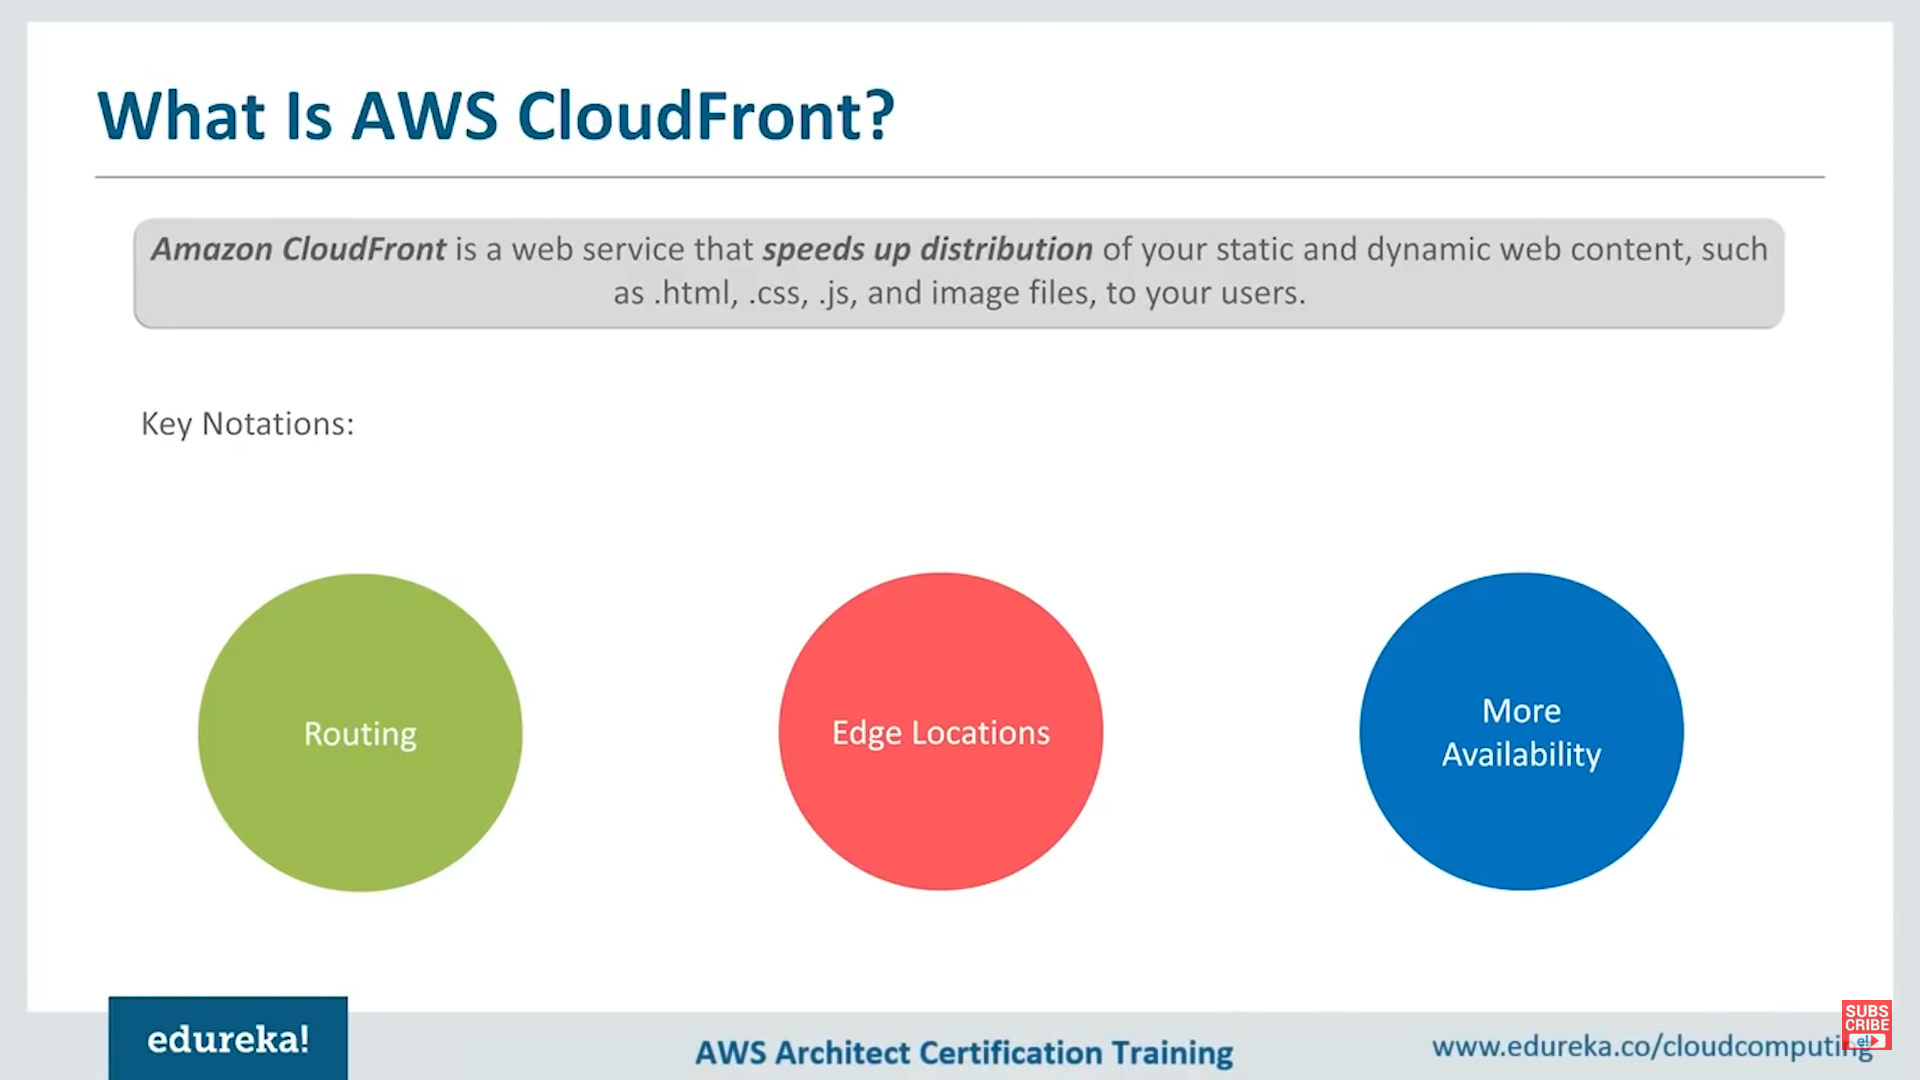 What Is AWS CloudFront?
Amazon CloudFront is a web service that speeds up distribution of your static and dynamic web content, such
as .html, .css, .js, and image files, to your users.
Key Notations:
Routing
Edge Locations
More
Availability
edureka!
AWS Architect Certification Training
www.edureka.co/cloudcomputing
SUBS
CRIBE
e!